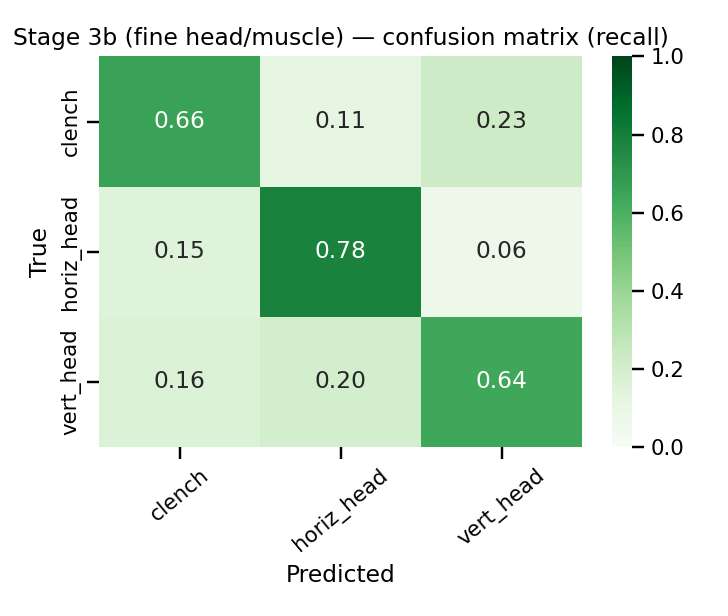 Stage 3b (fine head/muscle) — confusion matrix (recall)
True
clench
0.66
0.11
0.23
horiz_head
0.15
0.78
0.06
vert_head
0.16
0.20
0.64
clench
horiz_head
vert_head
Predicted
1.0
0.8
0.6
0.4
0.2
0.0